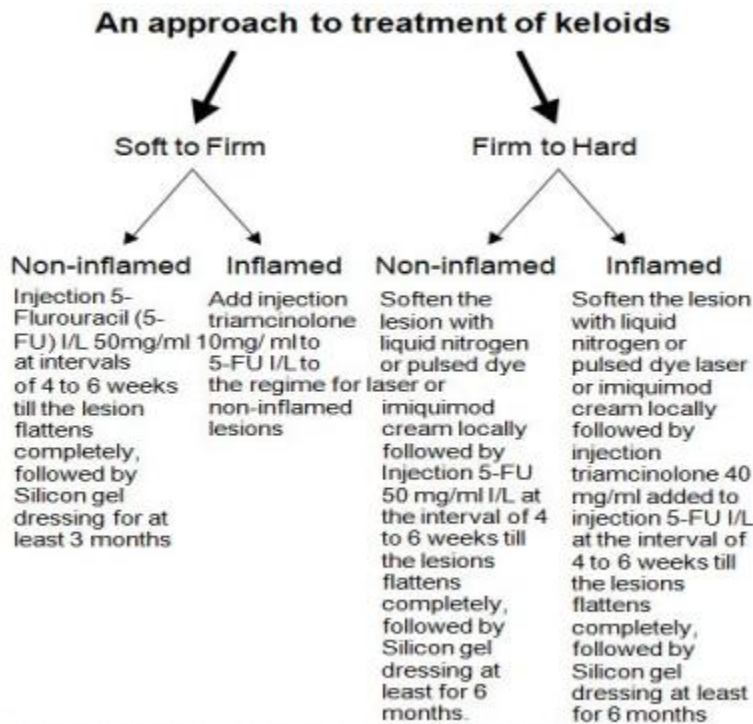 An approach to treatment of keloids
Soft to Firm
Firm to Hard
Non-inflamed
Injection 5-
Flurouracil (5-
FU) I/L 50mg/ml
at intervals
of 4 to 6 weeks
till the lesion
flattens
completely,
followed by
Silicon gel
dressing for at
least 3 months
Inflamed
Add injection
triamcinolone
10mg/ ml to
5-FU I/L to
the regime for
non-inflamed
lesions
Non-inflamed
Soften the
lesion with
liquid nitrogen
or pulsed dye
laser or
imiquimod
cream locally
followed by
Injection 5-FU
50 mg/ml I/L at
the interval of 4
to 6 weeks till
the lesions
flattens
completely,
followed by
Silicon gel
dressing at
least for 6
months.
Inflamed
Soften the lesion
with liquid
nitrogen or
pulsed dye laser
or imiquimod
cream locally
followed by
injection
triamcinolone 40
mg/ml added to
injection 5-FU I/L
at the interval of
4 to 6 weeks till
the lesions
flattens
completely,
followed by
Silicon gel
dressing at least
for 6 months